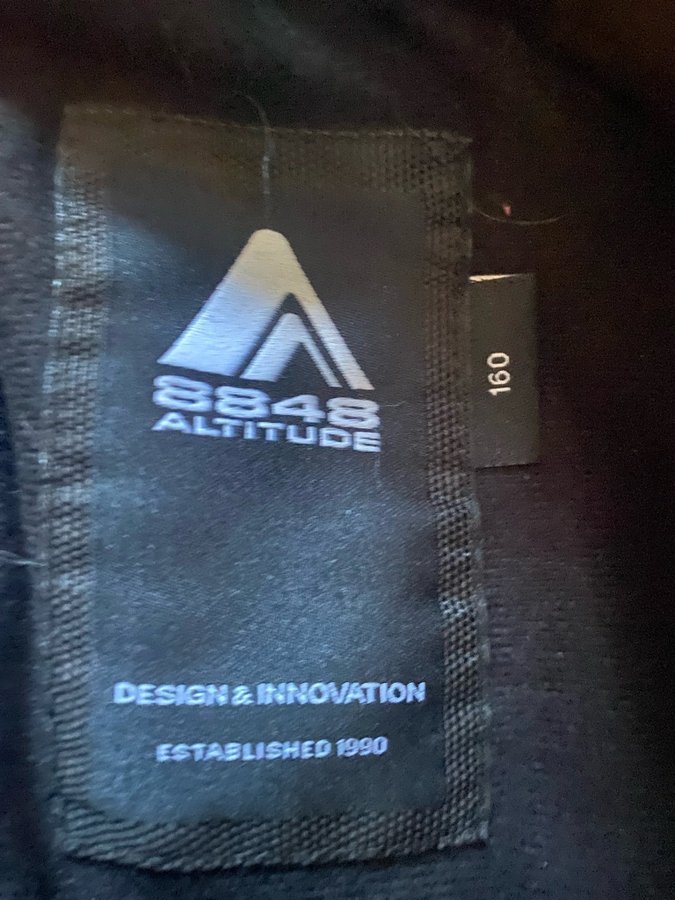 8848
ALTITUDE
160
DESIGN & INNOVATION
ESTABLISHED 1990